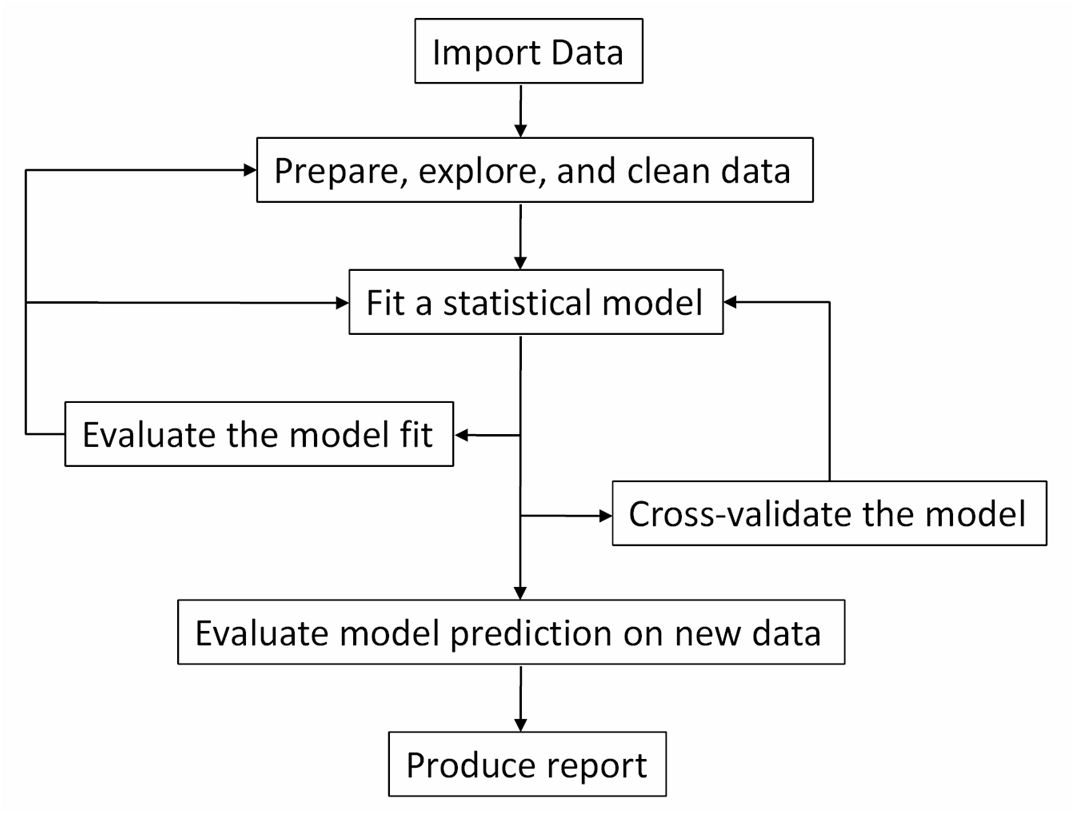 Import Data
Prepare, explore, and clean data
Fit a statistical model
Evaluate the model fit
Cross-validate the model
Evaluate model prediction on new data
Produce report